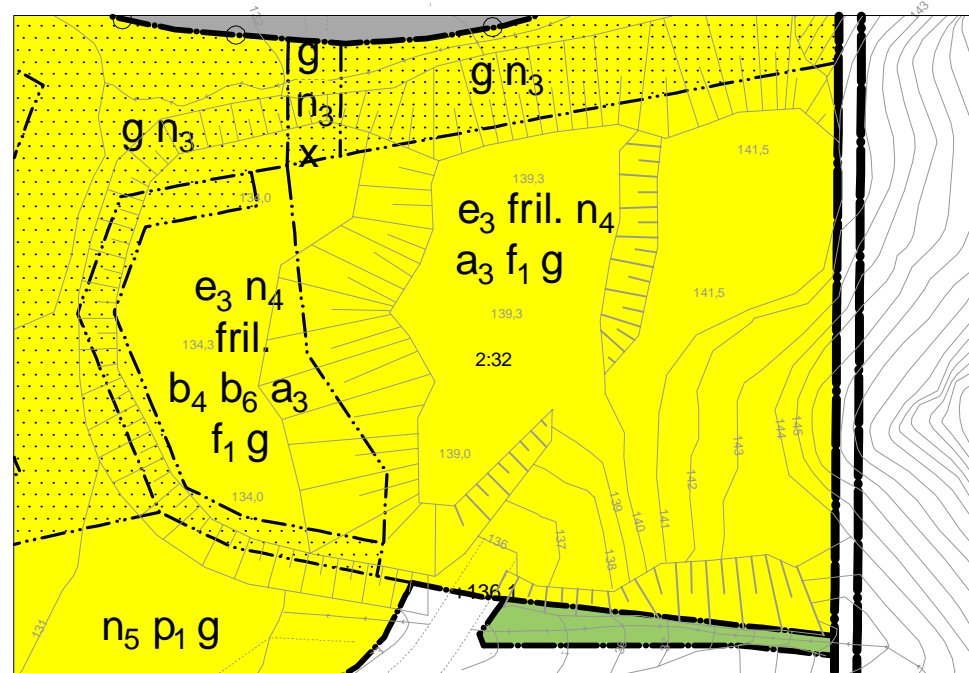 143
132
g
n3
x
g n3
g n3
141,5
139,3
134,0
e3 fril. n4
a3 f1 g
e3 n4
fril.
b4 b6 a3
f1 g
141,5
139,3
134,3
2:32
145
144
143
142
141
140
139
138
137
136
139,0
134,0
+136,1
131
n5 p1 g